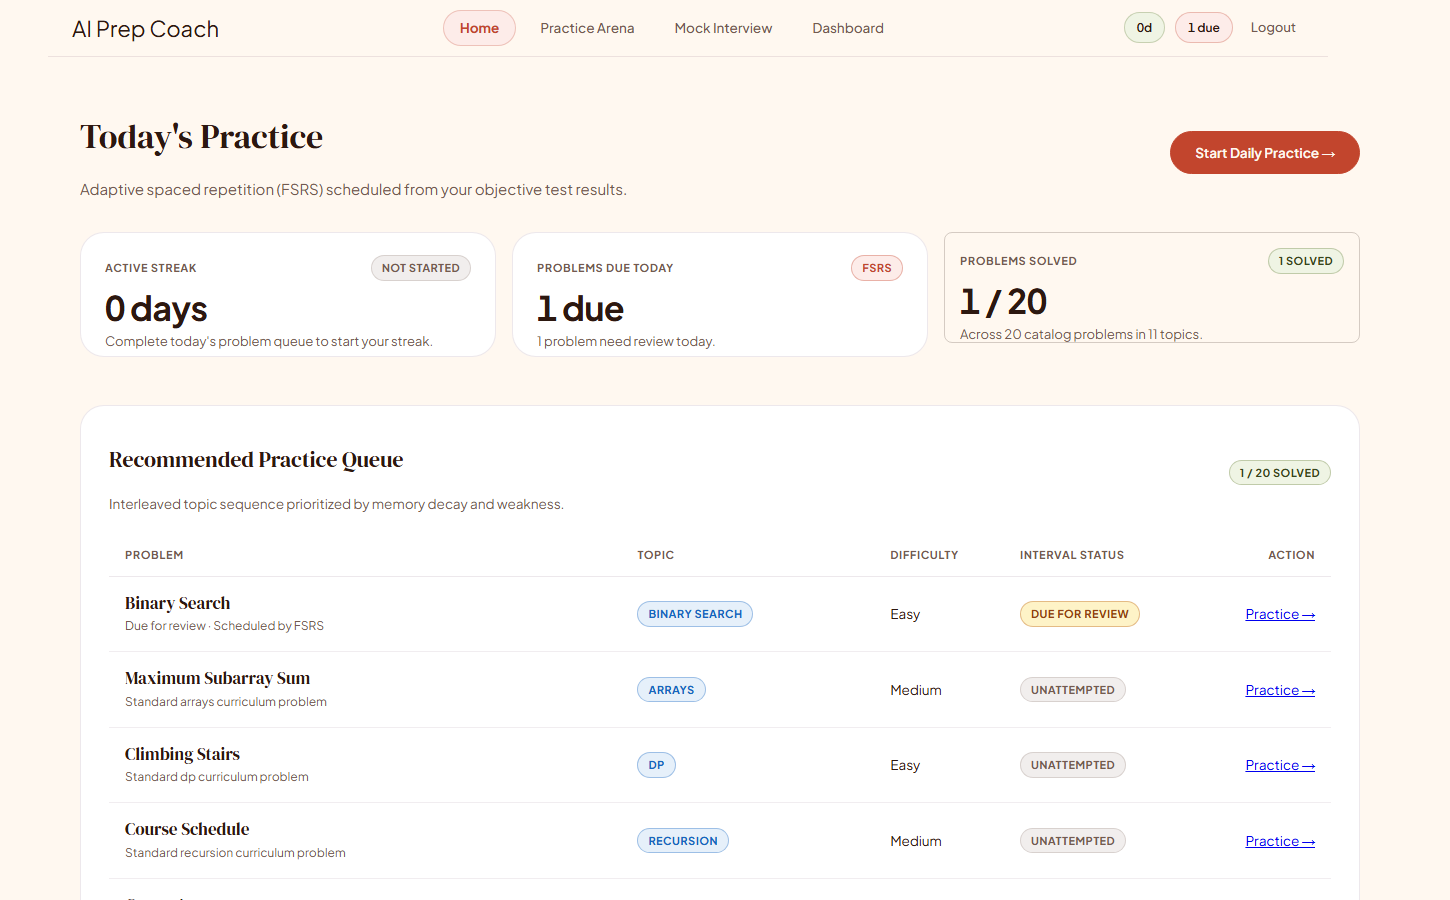 AI Prep Coach
Home
Practice Arena
Mock Interview
Dashboard
0d
1 due
Logout
Today's Practice
Start Daily Practice →
Adaptive spaced repetition (FSRS) scheduled from your objective test results.
ACTIVE STREAK
NOT STARTED
0 days
Complete today's problem queue to start your streak.
PROBLEMS DUE TODAY
FSRS
1 due
1 problem need review today.
PROBLEMS SOLVED
1 SOLVED
1 / 20
Across 20 catalog problems in 11 topics.
Recommended Practice Queue
1 / 20 SOLVED
Interleaved topic sequence prioritized by memory decay and weakness.
PROBLEM TOPIC DIFFICULTY INTERVAL STATUS ACTION
Binary Search
Due for review · Scheduled by FSRS
BINARY SEARCH
Easy
DUE FOR REVIEW
Practice →
Maximum Subarray Sum
Standard arrays curriculum problem
ARRAYS
Medium
UNATTEMPTED
Practice →
Climbing Stairs
Standard dp curriculum problem
DP
Easy
UNATTEMPTED
Practice →
Course Schedule
Standard recursion curriculum problem
RECURSION
Medium
UNATTEMPTED
Practice →